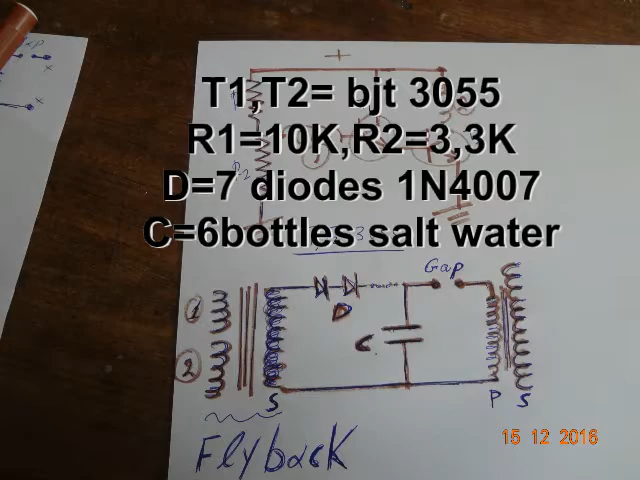 +
T1,T2= bjt 3055
R1=10K,R2=3,3K
D=7 diodes 1N4007
C=6bottles salt water
Gap
1
D
C
2
S
P S
15 12 2016
Flyback